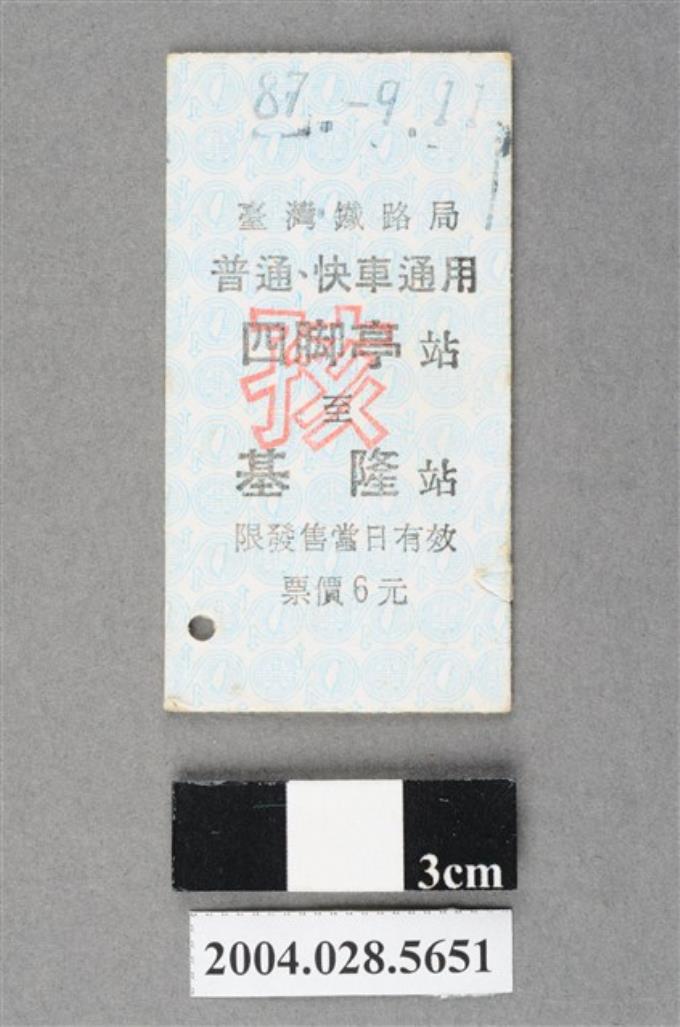 87.-9.11
臺灣鐵路局
普通、快車通用
四脚亭站
孩
至
基隆站
限發售當日有效
票價6元
3cm
2004.028.5651